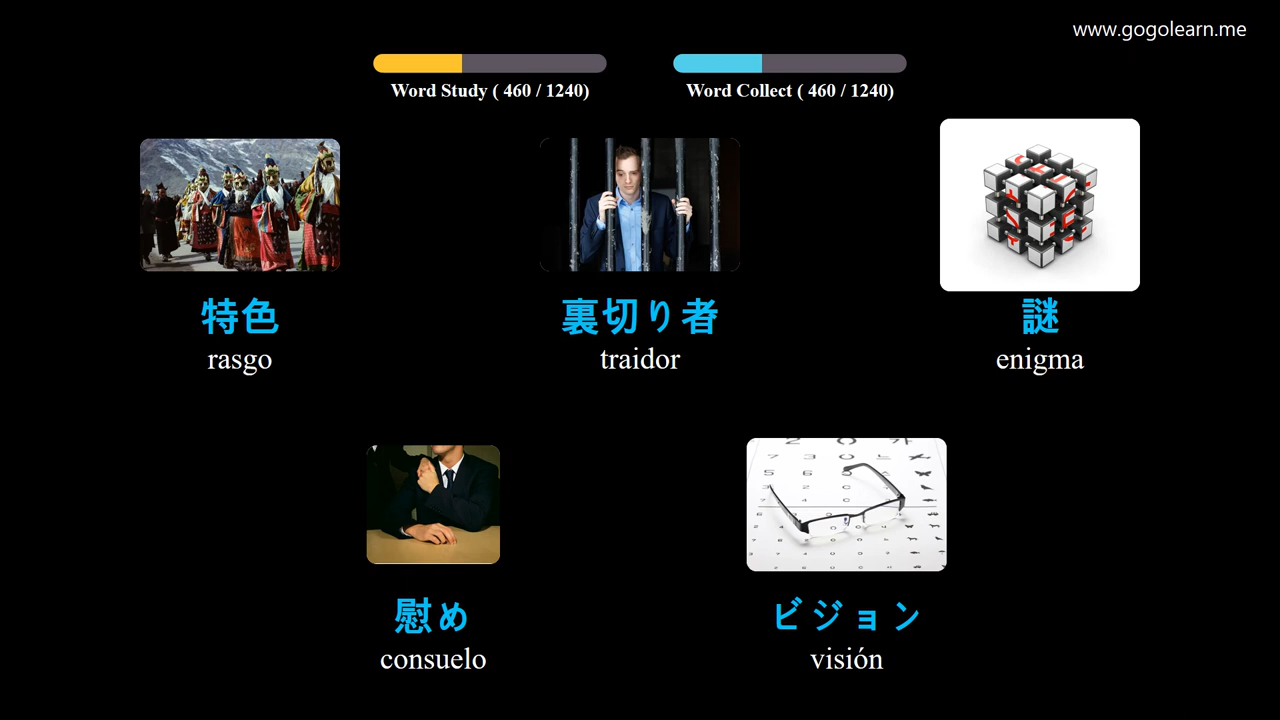 www.gogolearn.me
Word Study ( 460 / 1240)
Word Collect ( 460 / 1240)
特色
rasgo
裏切り者
traidor
謎
enigma
慰め
consuelo
ビジョン
visión